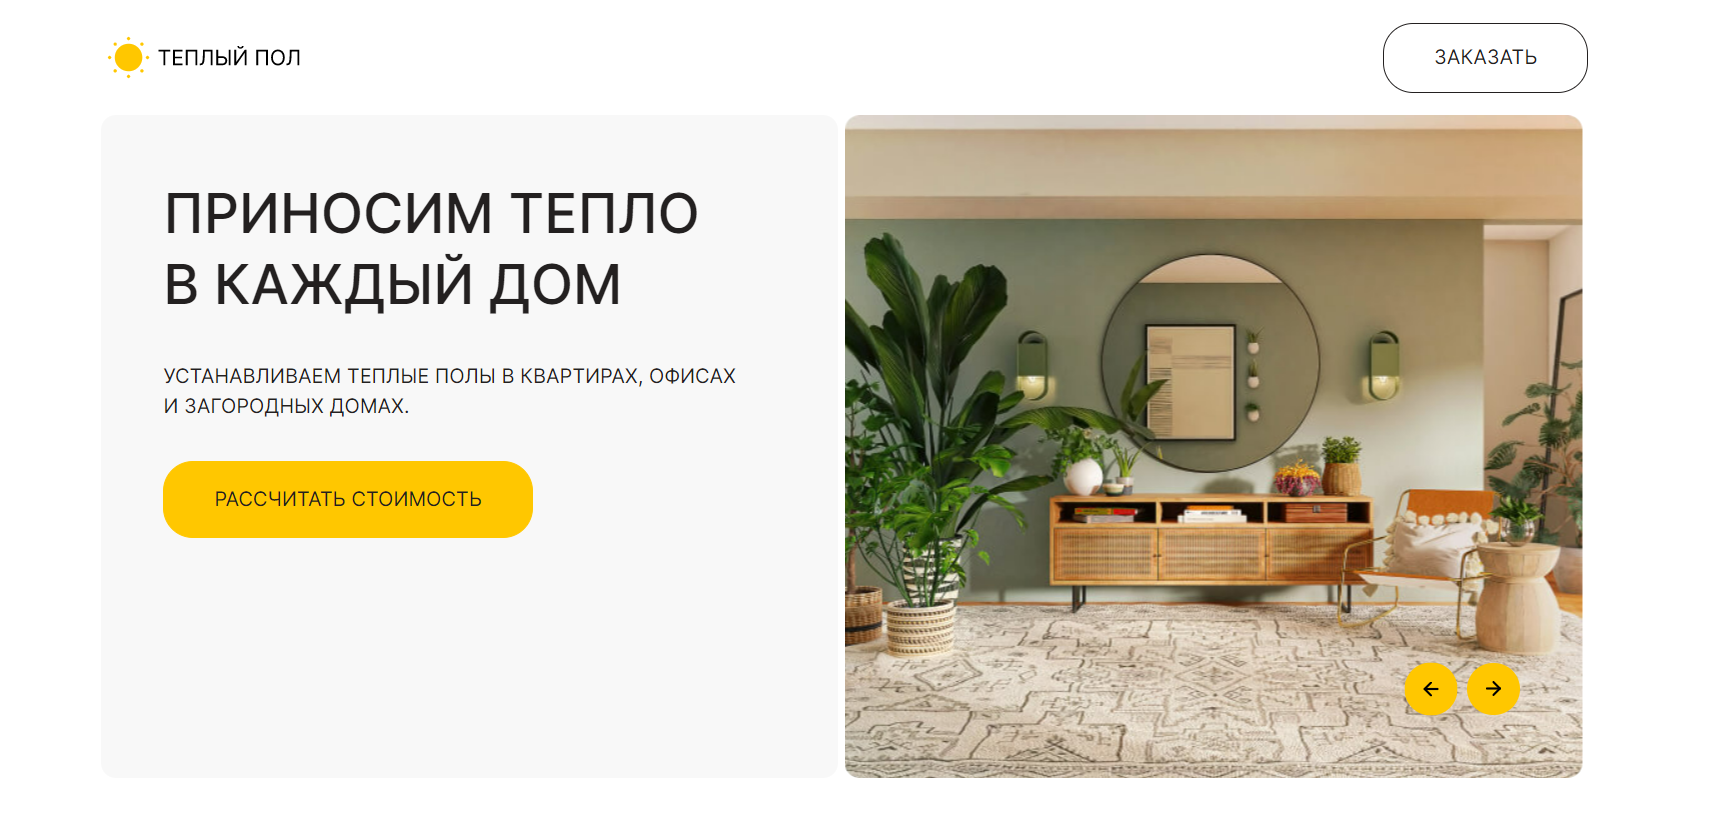 ТЕПЛЫЙ ПОЛ
ЗАКАЗАТЬ
ПРИНОСИМ ТЕПЛО
В КАЖДЫЙ ДОМ
УСТАНАВЛИВАЕМ ТЕПЛЫЕ ПОЛЫ В КВАРТИРАХ, ОФИСАХ
И ЗАГОРОДНЫХ ДОМАХ.
РАССЧИТАТЬ СТОИМОСТЬ